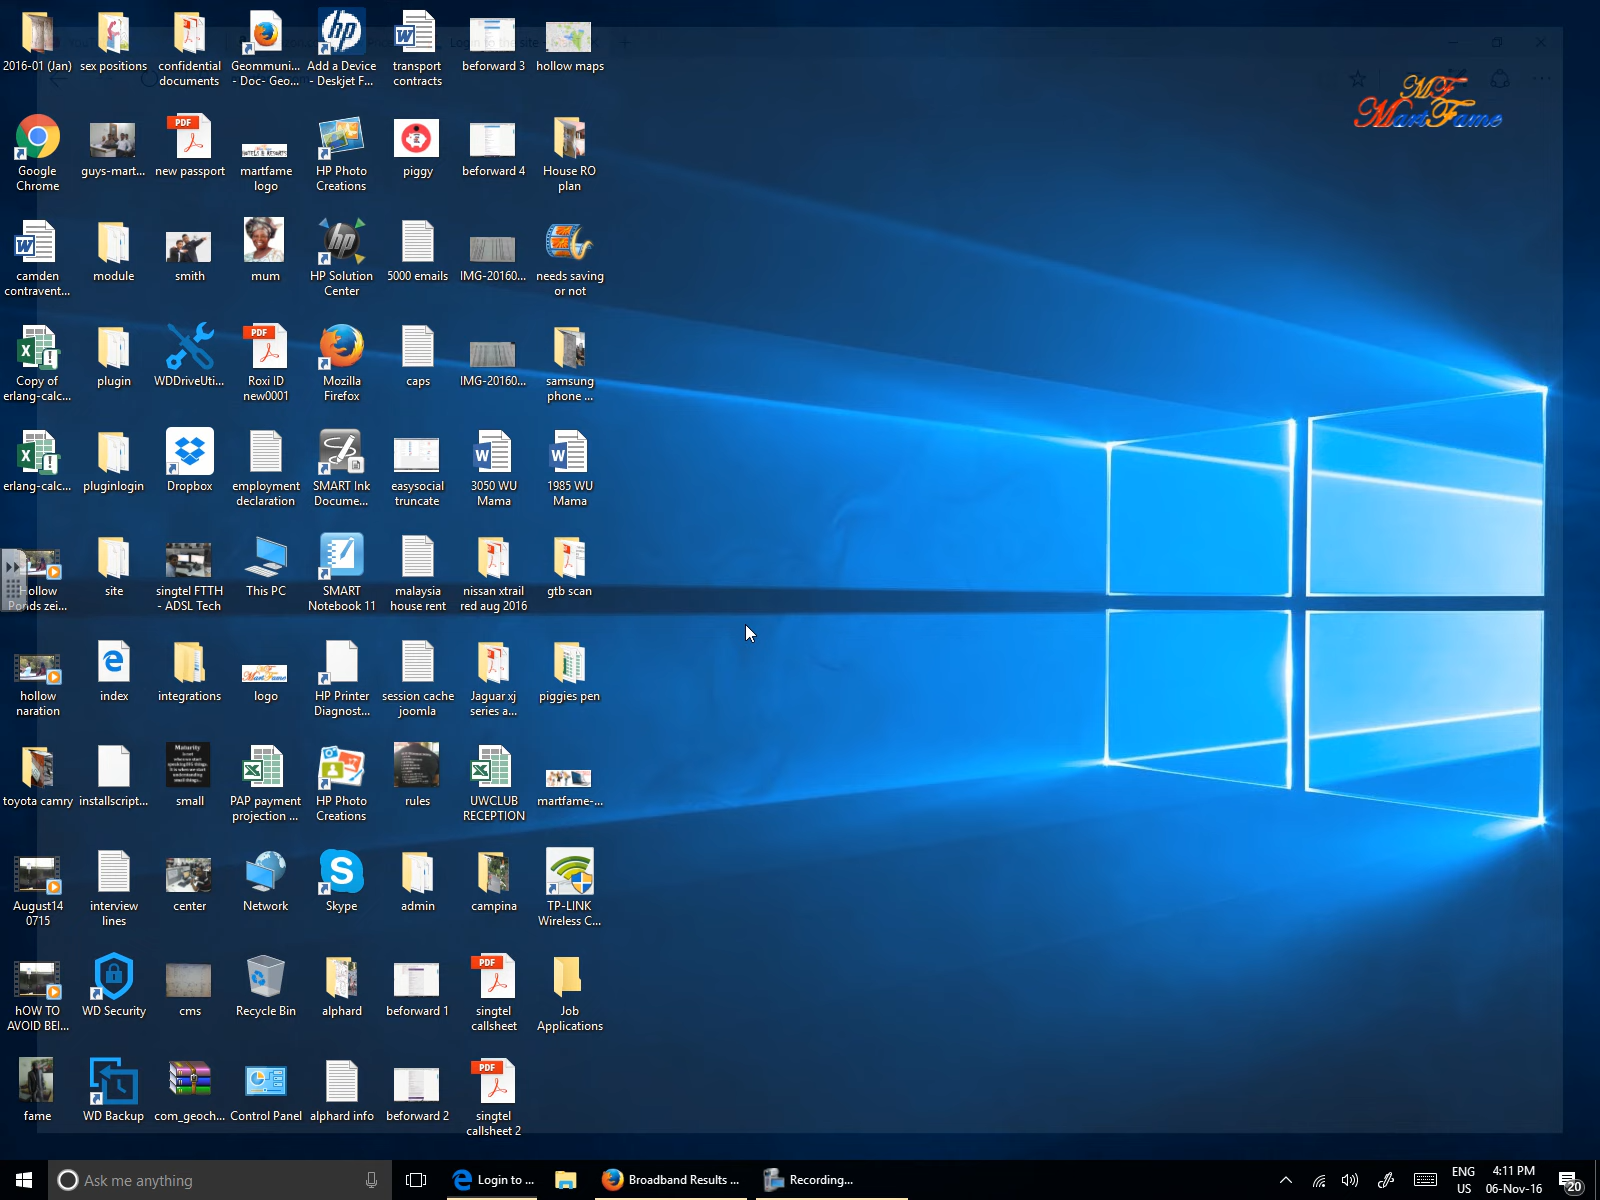 2016-01 (Jan)
sex positions
confidential
documents
Geommuni...
- Doc- Geo...
Add a Device
- Deskjet F...
transport
contracts
beforward 3
hollow maps
MF
MartFame
Google
Chrome
guys-mart...
new passport
martfame
logo
HP Photo
Creations
piggy
beforward 4
House RO
plan
camden
contravent...
module
smith
mum
HP Solution
Center
5000 emails
IMG-20160...
needs saving
or not
Copy of
erlang-calc...
plugin
WDDriveUti...
Roxi ID
new0001
Mozilla
Firefox
caps
IMG-20160...
samsung
phone ...
erlang-calc...
pluginlogin
Dropbox
employment
declaration
SMART Ink
Docume...
easysocial
truncate
3050 WU
Mama
1985 WU
Mama
Hollow
Ponds zei...
site
singtel FTTH
- ADSL Tech
This PC
SMART
Notebook 11
malaysia
house rent
nissan xtrail
red aug 2016
gtb scan
hollow
naration
index
integrations
logo
HP Printer
Diagnost...
session cache
joomla
Jaguar xj
series a...
piggies pen
toyota camry
installscript...
small
PAP payment
projection ...
HP Photo
Creations
rules
UWCLUB
RECEPTION
martfame-...
August14
0715
interview
lines
center
Network
Skype
admin
campina
TP-LINK
Wireless C...
hOW TO
AVOID BEI...
WD Security
cms
Recycle Bin
alphard
beforward 1
singtel
callsheet
Job
Applications
fame
WD Backup
com_geoch...
Control Panel
alphard info
beforward 2
singtel
callsheet 2
Ask me anything
Login to ...
Broadband Results ...
Recording...
ENG
US
4:11 PM
06-Nov-16
20